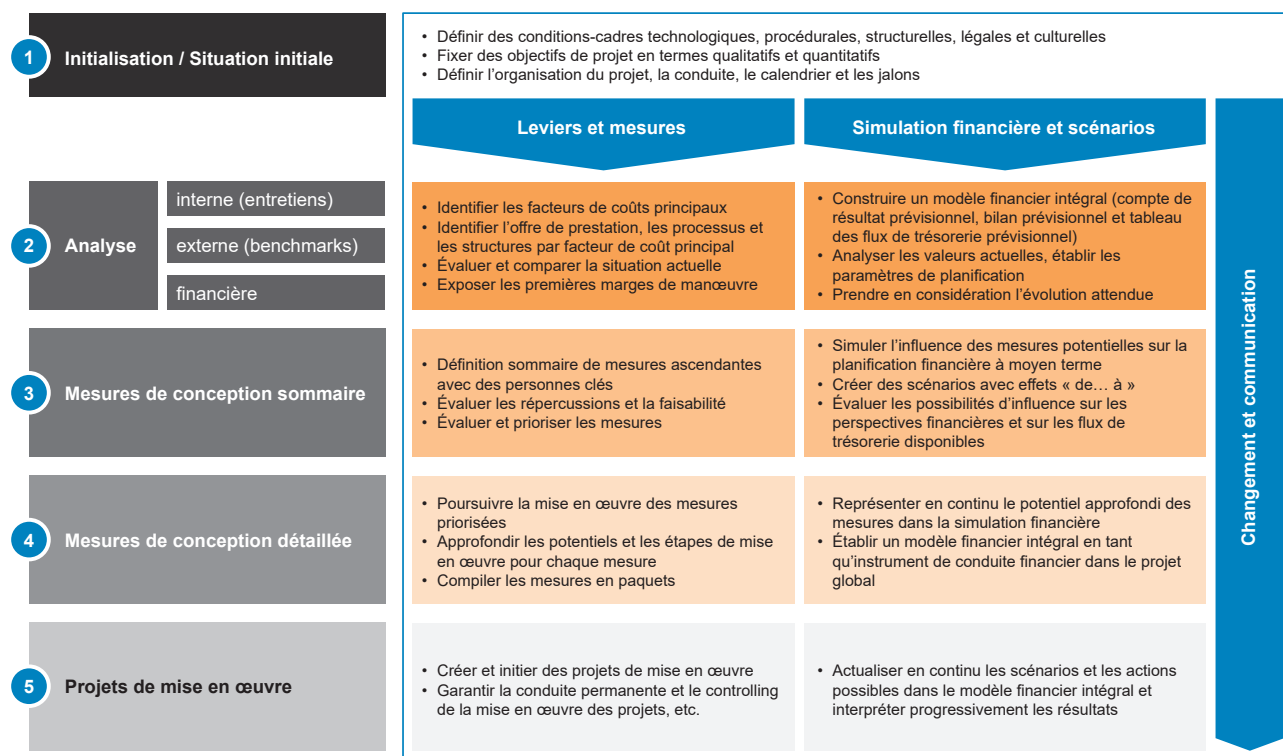 1
Initialisation / Situation initiale
• Définir des conditions-cadres technologiques, procédurales, structurelles, légales et culturelles
• Fixer des objectifs de projet en termes qualitatifs et quantitatifs
• Définir l’organisation du projet, la conduite, le calendrier et les jalons
Leviers et mesures
Simulation financière et scénarios
2
Analyse
interne (entretiens)
externe (benchmarks)
financière
• Identifier les facteurs de coûts principaux
• Identifier l’offre de prestation, les processus et
les structures par facteur de coût principal
• Évaluer et comparer la situation actuelle
• Exposer les premières marges de manœuvre
• Construire un modèle financier intégral (compte de
résultat prévisionnel, bilan prévisionnel et tableau
des flux de trésorerie prévisionnel)
• Analyser les valeurs actuelles, établir les
paramètres de planification
• Prendre en considération l’évolution attendue
3
Mesures de conception sommaire
• Définition sommaire de mesures ascendantes
avec des personnes clés
• Évaluer les répercussions et la faisabilité
• Évaluer et prioriser les mesures
• Simuler l’influence des mesures potentielles sur la
planification financière à moyen terme
• Créer des scénarios avec effets « de… à »
• Évaluer les possibilités d’influence sur les
perspectives financières et sur les flux de
trésorerie disponibles
4
Mesures de conception détaillée
• Poursuivre la mise en œuvre des mesures
priorisées
• Approfondir les potentiels et les étapes de mise
en œuvre pour chaque mesure
• Compiler les mesures en paquets
• Représenter en continu le potentiel approfondi des
mesures dans la simulation financière
• Établir un modèle financier intégral en tant
qu’instrument de conduite financier dans le projet
global
5
Projets de mise en œuvre
• Créer et initier des projets de mise en œuvre
• Garantir la conduite permanente et le controlling
de la mise en œuvre des projets, etc.
• Actualiser en continu les scénarios et les actions
possibles dans le modèle financier intégral et
interpréter progressivement les résultats
Changement et communication